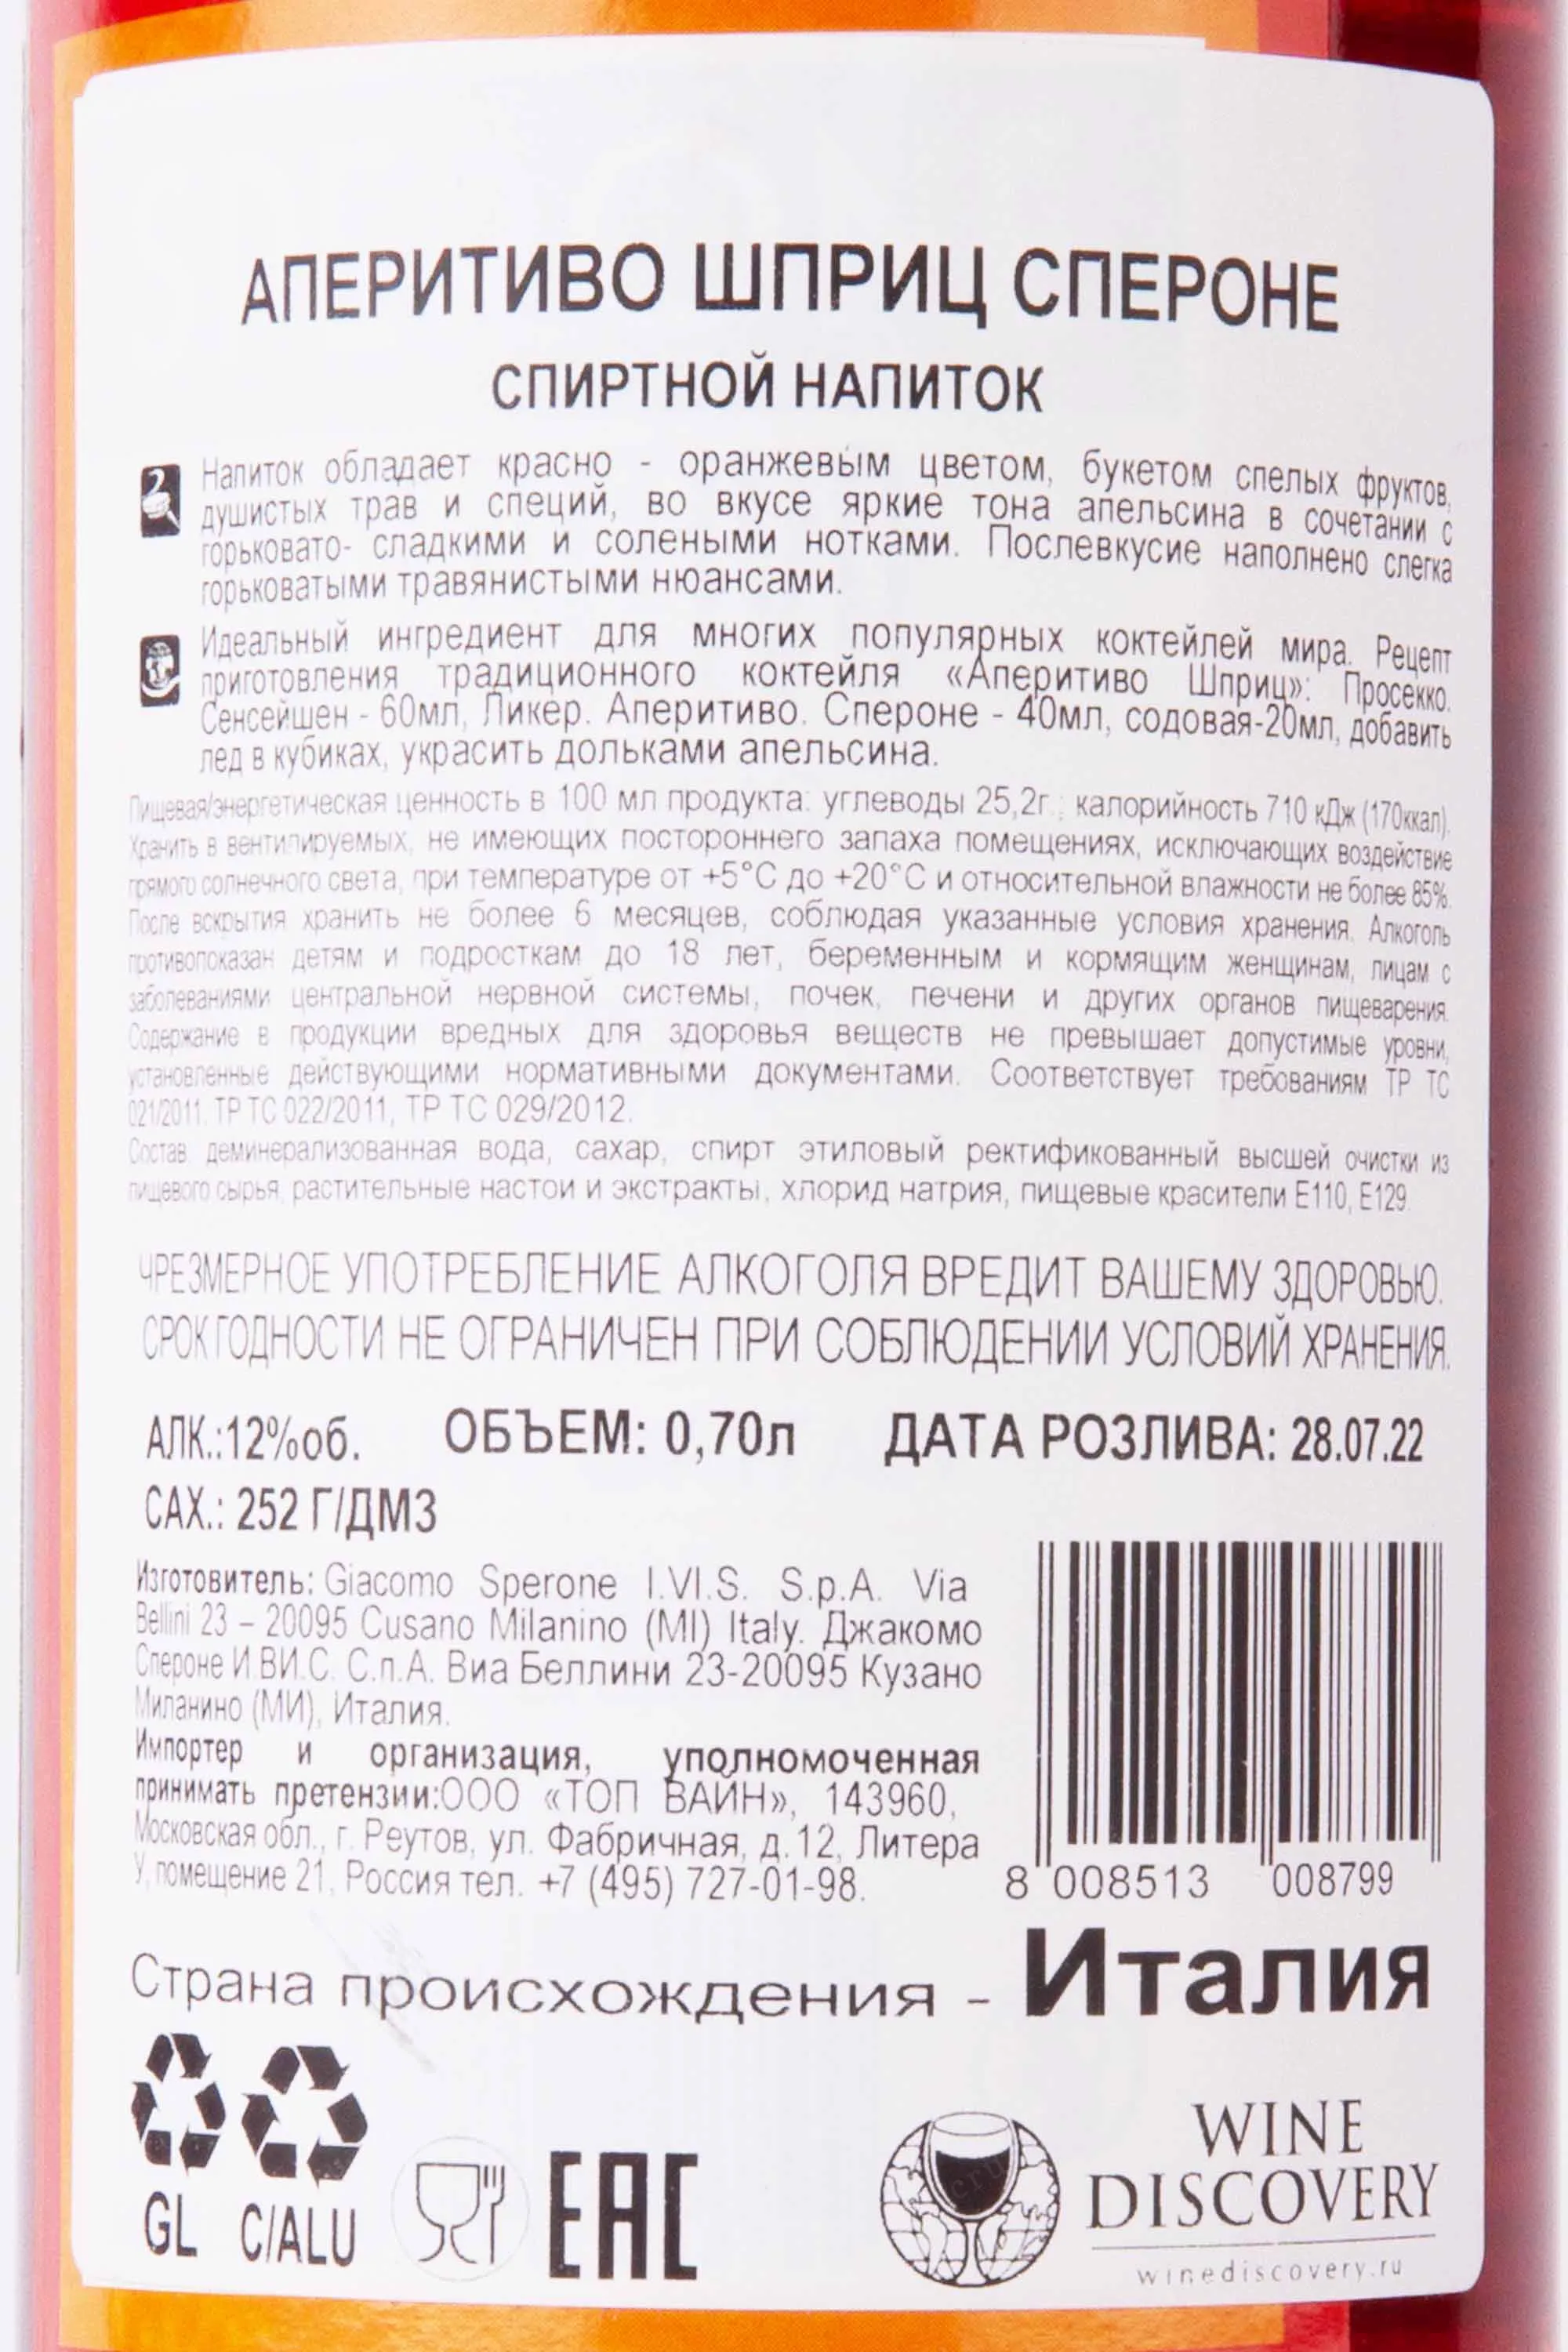 АПЕРИТИВО ШПРИЦ СПЕРОНЕ
СПИРТНОЙ НАПИТОК
Напиток обладает красно - оранжевым цветом, букетом спелых фруктов,
душистых трав и специй, во вкусе яркие тона апельсина в сочетании с
горьковато- сладкими и солеными нотками. Послевкусие наполнено слегка
горьковатыми травянистыми нюансами.
Идеальный ингредиент для многих популярных коктейлей мира. Рецепт
приготовления традиционного коктейля «Аперитиво Шприц»: Просекко.
Сенсейшен - 60мл, Ликер. Аперитиво. Спероне - 40мл, содовая-20мл, добавить
лед в кубиках, украсить дольками апельсина.
Пищевая/энергетическая ценность в 100 мл продукта: углеводы 25,2г.; калорийность 710 кДж (170ккал).
Хранить в вентилируемых, не имеющих постороннего запаха помещениях, исключающих воздействие
прямого солнечного света, при температуре от +5°С до +20°С и относительной влажности не более 85%.
После вскрытия хранить не более 6 месяцев, соблюдая указанные условия хранения. Алкоголь
противопоказан детям и подросткам до 18 лет, беременным и кормящим женщинам, лицам с
заболеваниями центральной нервной системы, почек, печени и других органов пищеварения.
Содержание в продукции вредных для здоровья веществ не превышает допустимые уровни,
установленные действующими нормативными документами. Соответствует требованиям ТР ТС
021/2011, ТР ТС 022/2011, ТР ТС 029/2012.
Состав: деминерализованная вода, сахар, спирт этиловый ректификованный высшей очистки из
пищевого сырья, растительные настои и экстракты, хлорид натрия, пищевые красители Е110, Е129.
ЧРЕЗМЕРНОЕ УПОТРЕБЛЕНИЕ АЛКОГОЛЯ ВРЕДИТ ВАШЕМУ ЗДОРОВЬЮ.
СРОК ГОДНОСТИ НЕ ОГРАНИЧЕН ПРИ СОБЛЮДЕНИИ УСЛОВИЙ ХРАНЕНИЯ.
АЛК.:12%об. ОБЪЕМ: 0,70л ДАТА РОЗЛИВА: 28.07.22
САХ.: 252 Г/ДМ3
Изготовитель: Giacomo Sperone I.VI.S. S.p.A. Via
Bellini 23 – 20095 Cusano Milanino (MI) Italy. Джакомо
Спероне И.ВИ.С. С.п.А. Виа Беллини 23-20095 Кузано
Миланино (МИ), Италия.
Импортер и организация, уполномоченная
принимать претензии:ООО «ТОП ВАЙН», 143960,
Московская обл., г. Реутов, ул. Фабричная, д.12, Литера
У, помещение 21, Россия тел. +7 (495) 727-01-98.
8 008513 008799
Страна происхождения - Италия
GL C/ALU
EAC
WINE
DISCOVERY
winediscovery.ru